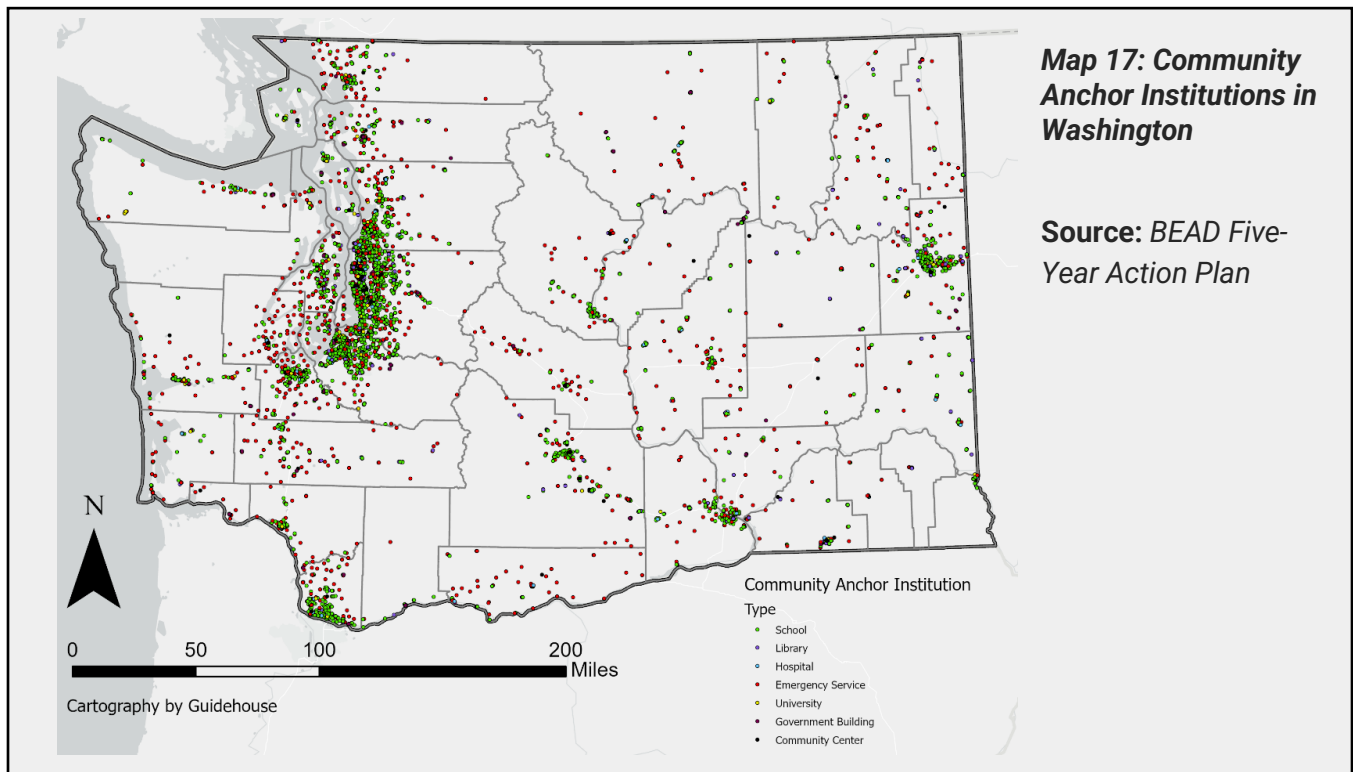 Map 17: Community
Anchor Institutions in
Washington
Source: BEAD Five-
Year Action Plan
N
0 50 100 200
Miles
Cartography by Guidehouse
Community Anchor Institution
Type
School
Library
Hospital
Emergency Service
University
Government Building
Community Center